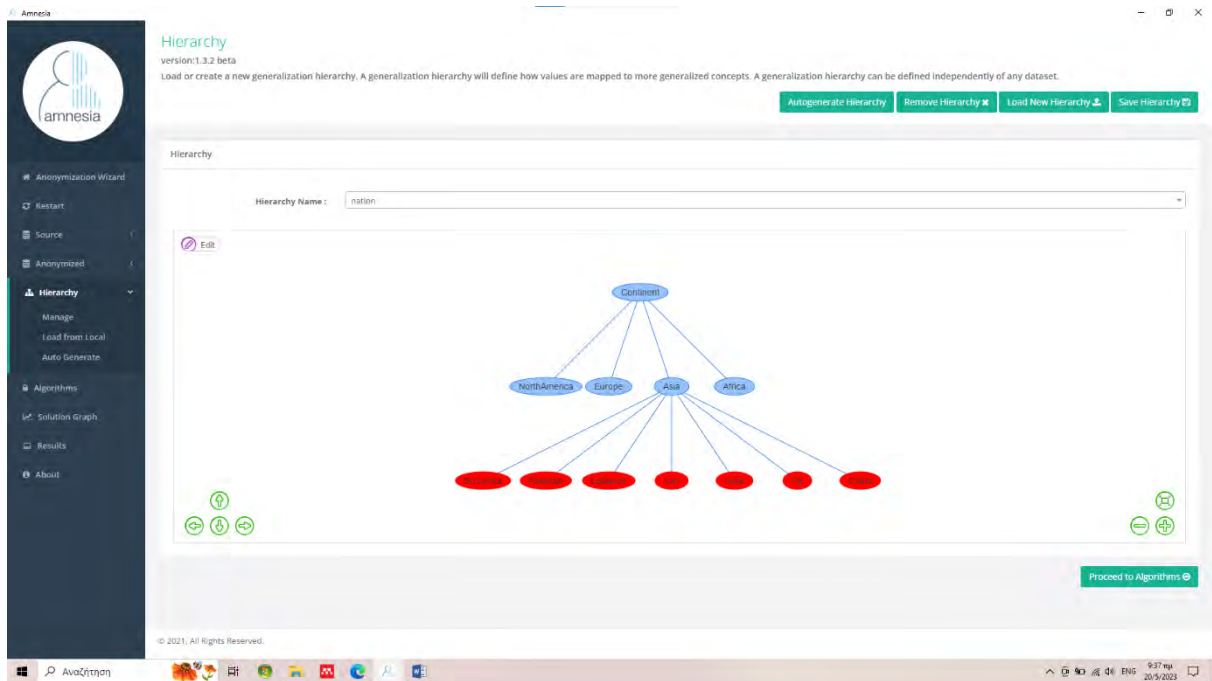 Amnesia
amnesia
Anonymization Wizard
Restart
Source
Anonymized
Hierarchy
Manage
Load from Local
Auto Generate
Algorithms
Solution Graph
Results
About
Hierarchy
version:1.3.2 beta
Load or create a new generalization hierarchy. A generalization hierarchy will define how values are mapped to more generalized concepts. A generalization hierarchy can be defined independently of any dataset.
Autogenerate Hierarchy Remove Hierarchy Load New Hierarchy Save Hierarchy
Hierarchy
Hierarchy Name : nation
Edit
Continent
NorthAmerica Europe Asia Africa
Proceed to Algorithms
© 2021. All Rights Reserved.
Αναζήτηση
ENG 9:37 πμ
20/5/2023